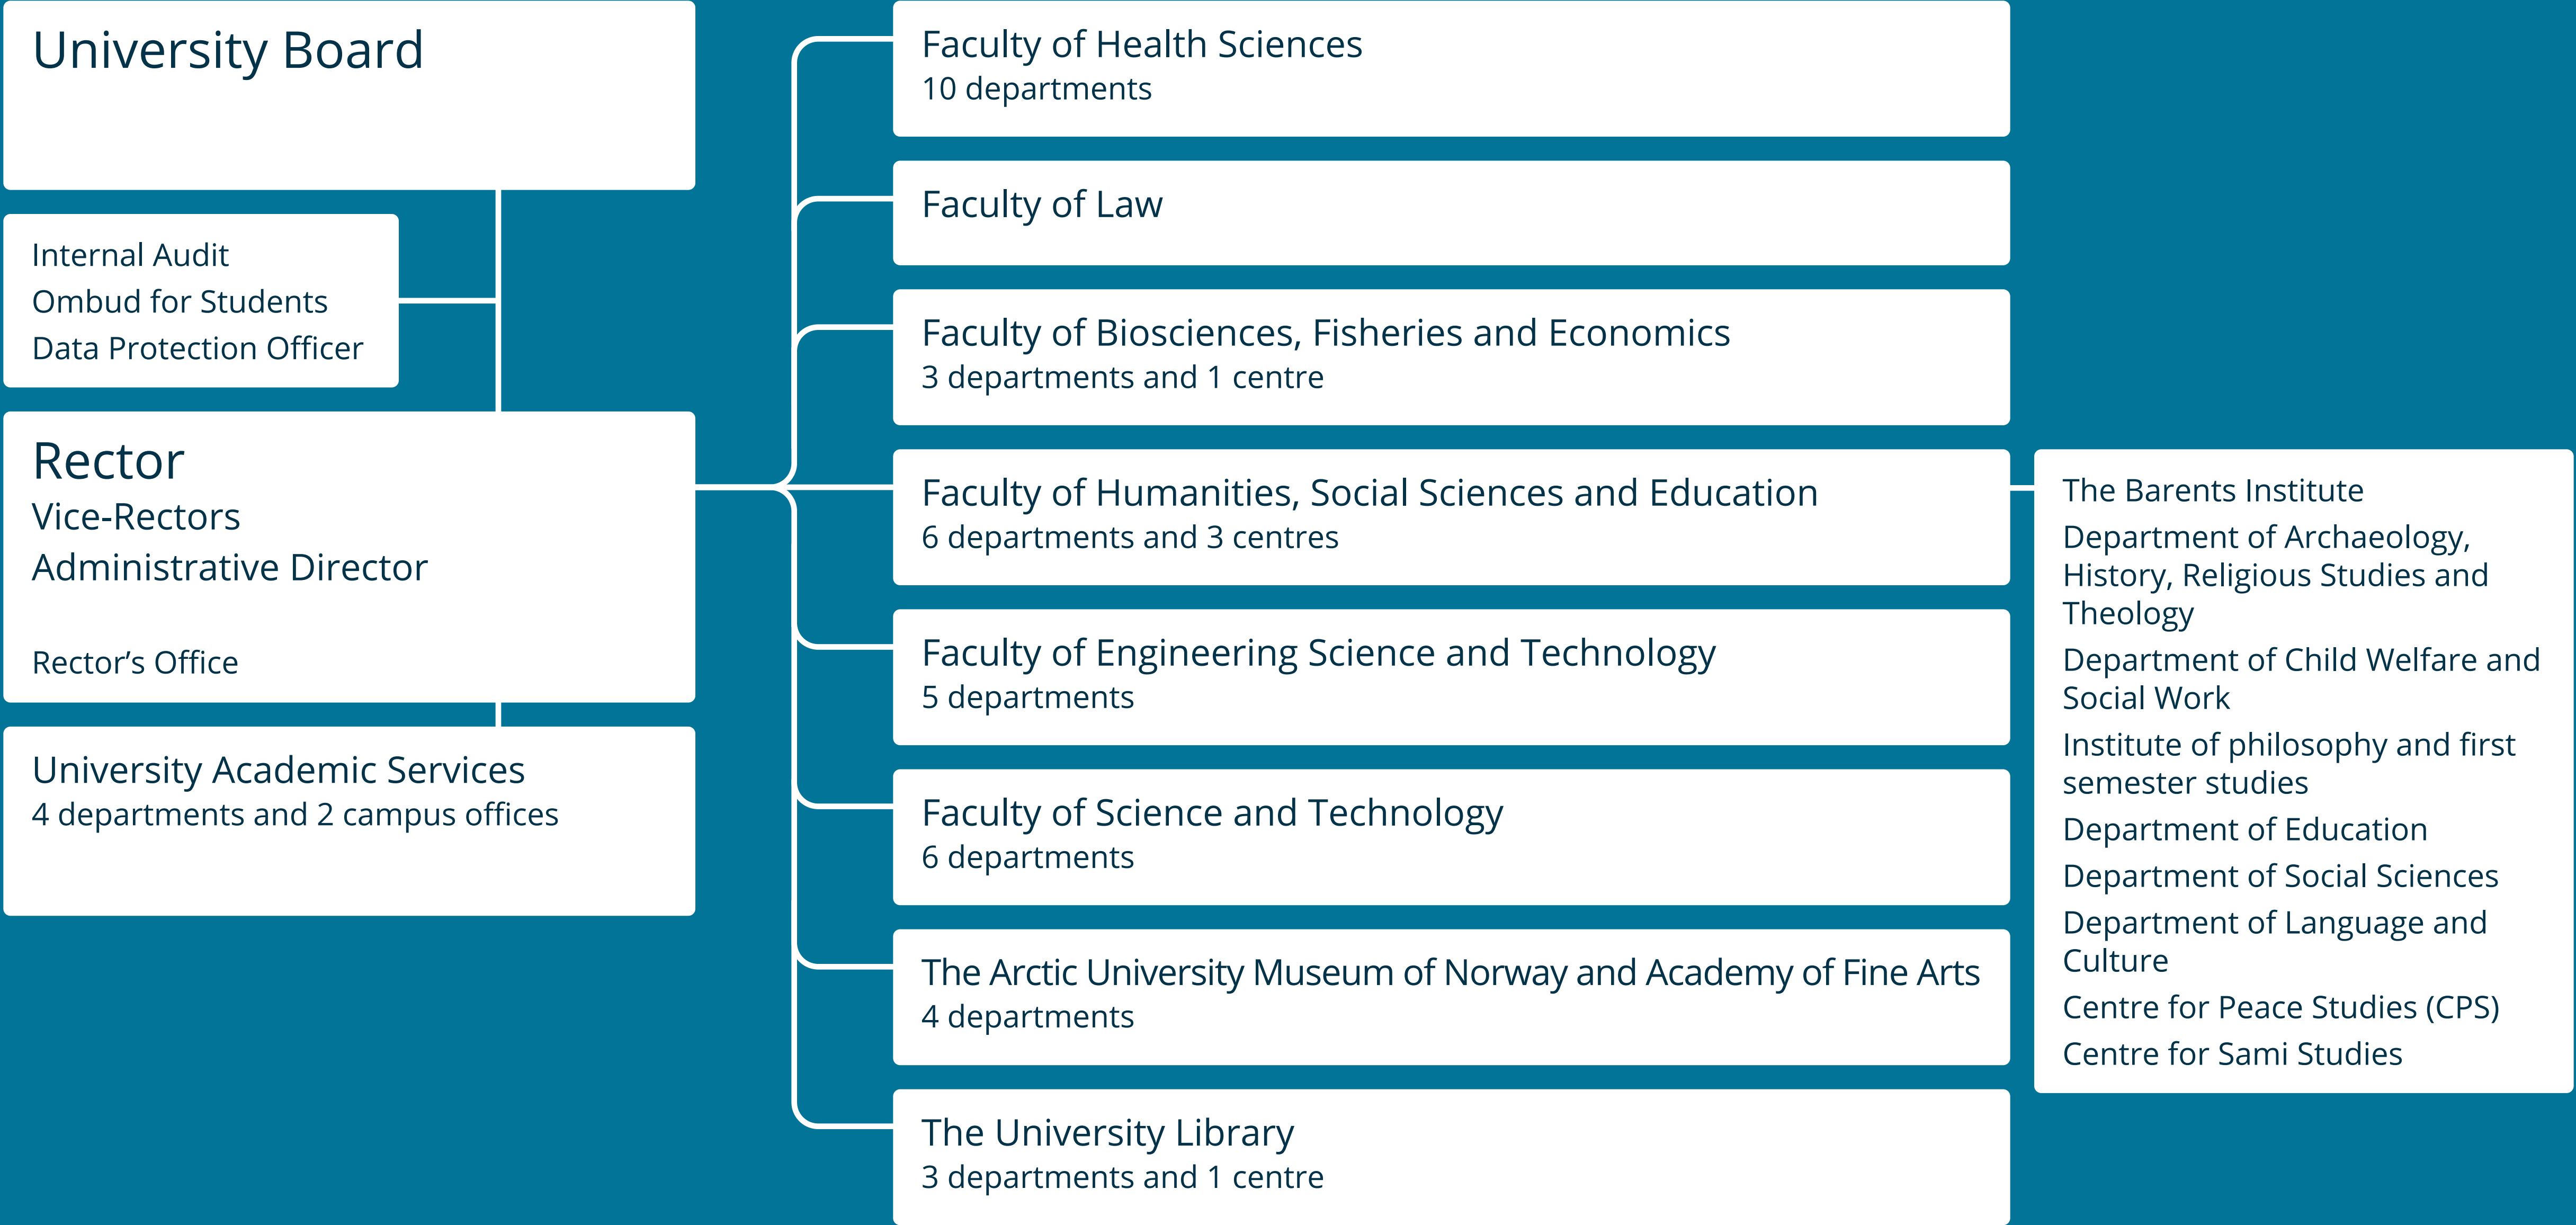 University Board
Internal Audit
Ombud for Students
Data Protection Officer
Rector
Vice-Rectors
Administrative Director
Rector’s Office
University Academic Services
4 departments and 2 campus offices
Faculty of Health Sciences
10 departments
Faculty of Law
Faculty of Biosciences, Fisheries and Economics
3 departments and 1 centre
Faculty of Humanities, Social Sciences and Education
6 departments and 3 centres
Faculty of Engineering Science and Technology
5 departments
Faculty of Science and Technology
6 departments
The Arctic University Museum of Norway and Academy of Fine Arts
4 departments
The University Library
3 departments and 1 centre
The Barents Institute
Department of Archaeology,
History, Religious Studies and
Theology
Department of Child Welfare and
Social Work
Institute of philosophy and first
semester studies
Department of Education
Department of Social Sciences
Department of Language and
Culture
Centre for Peace Studies (CPS)
Centre for Sami Studies